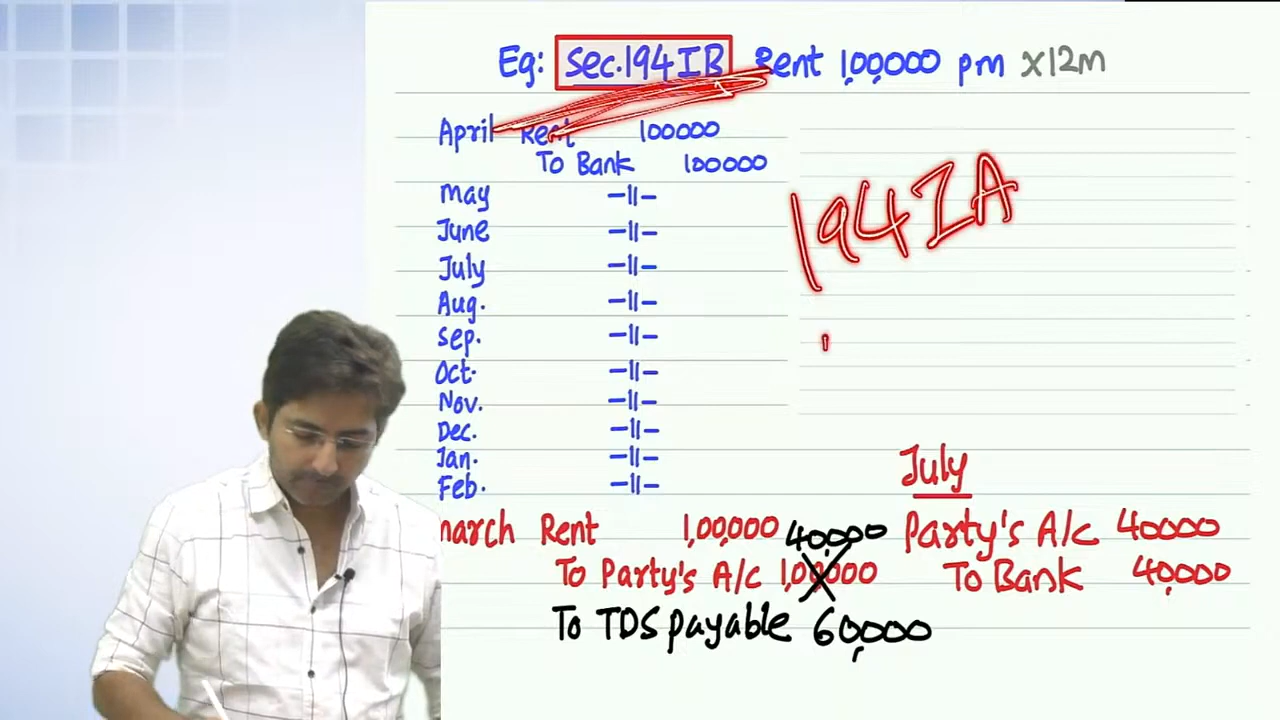 Eg: Sec.194IB Rent 1,00,000 pm x12m
April Rent 100000
To Bank 100000
May -11-
June -11-
July -11-
Aug. -11-
Sep. -11-
Oct. -11-
Nov. -11-
Dec. -11-
Jan. -11-
Feb. -11-
194IA
July
march Rent 1,00,000
To Party's A/c 1,00,000 40,000
To TDS payable 60,000
Party's A/c 40000
To Bank 40,000